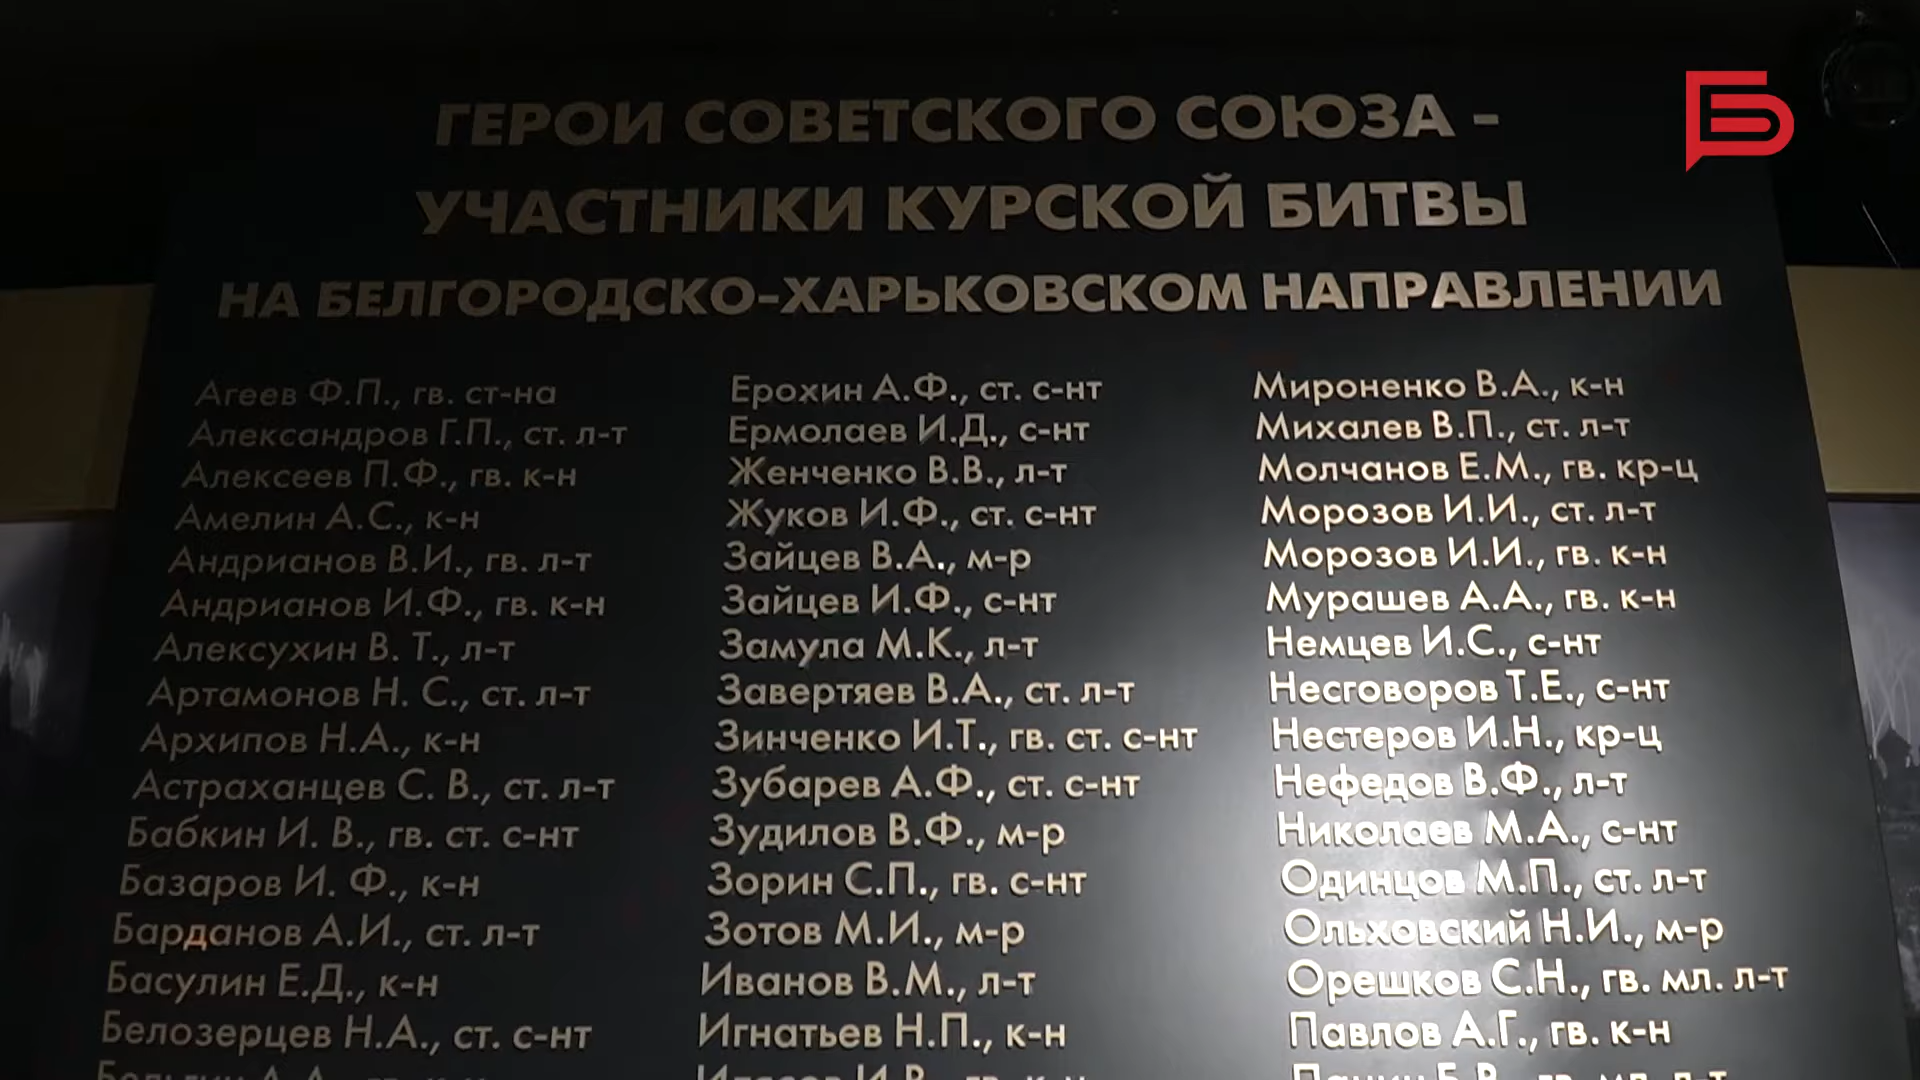 ГЕРОИ СОВЕТСКОГО СОЮЗА –
УЧАСТНИКИ КУРСКОЙ БИТВЫ
НА БЕЛГОРОДСКО-ХАРЬКОВСКОМ НАПРАВЛЕНИИ
Агеев Ф.П., гв. ст-на
Александров Г.П., ст. л-т
Алексеев П.Ф., гв. к-н
Амелин А.С., к-н
Андрианов В.И., гв. л-т
Андрианов И.Ф., гв. к-н
Алексухин В. Т., л-т
Артамонов Н. С., ст. л-т
Архипов Н.А., к-н
Астраханцев С. В., ст. л-т
Бабкин И. В., гв. ст. с-нт
Базаров И. Ф., к-н
Барданов А.И., ст. л-т
Басулин Е.Д., к-н
Белозерцев Н.А., ст. с-нт
Ерохин А.Ф., ст. с-нт
Ермолаев И.Д., с-нт
Женченко В.В., л-т
Жуков И.Ф., ст. с-нт
Зайцев В.А., м-р
Зайцев И.Ф., с-нт
Замула М.К., л-т
Завертяев В.А., ст. л-т
Зинченко И.Т., гв. ст. с-нт
Зубарев А.Ф., ст. с-нт
Зудилов В.Ф., м-р
Зорин С.П., гв. с-нт
Зотов М.И., м-р
Иванов В.М., л-т
Игнатьев Н.П., к-н
Мироненко В.А., к-н
Михалев В.П., ст. л-т
Молчанов Е.М., гв. кр-ц
Морозов И.И., ст. л-т
Морозов И.И., гв. к-н
Мурашев А.А., гв. к-н
Немцев И.С., с-нт
Несговоров Т.Е., с-нт
Нестеров И.Н., кр-ц
Нефедов В.Ф., л-т
Николаев М.А., с-нт
Одинцов М.П., ст. л-т
Ольховский Н.И., м-р
Орешков С.Н., гв. мл. л-т
Павлов А.Г., гв. к-н